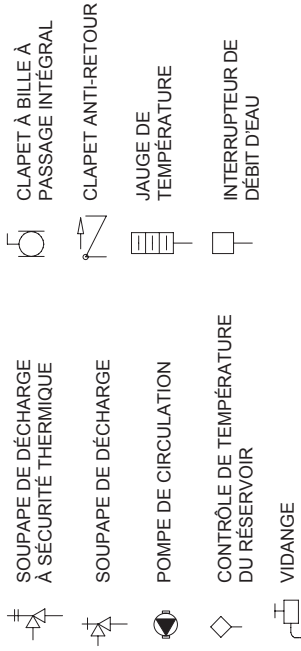 SOUPAPE DE DÉCHARGE
À SÉCURITÉ THERMIQUE
SOUPAPE DE DÉCHARGE
POMPE DE CIRCULATION
CONTRÔLE DE TEMPÉRATURE
DU RÉSERVOIR
VIDANGE
CLAPET À BILLE À
PASSAGE INTÉGRAL
CLAPET ANTI-RETOUR
JAUGE DE
TEMPÉRATURE
INTERRUPTEUR DE
DÉBIT D'EAU